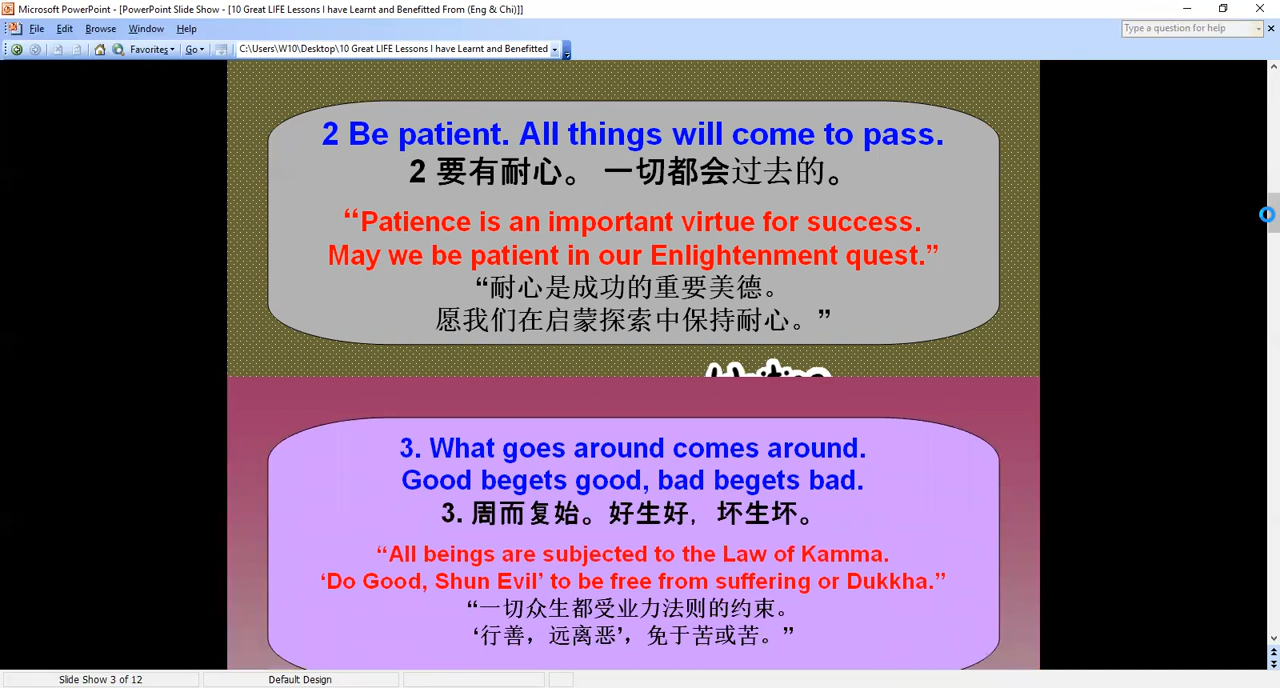 Microsoft PowerPoint - [PowerPoint Slide Show - [10 Great LIFE Lessons I have Learnt and Benefitted From (Eng & Chi)]]
File Edit Browse Window Help
Type a question for help
Favorites Go C:\Users\W10\Desktop\10 Great LIFE Lessons I have Learnt and Benefitted
2 Be patient. All things will come to pass.
2 要有耐心。 一切都会过去的。
“Patience is an important virtue for success.
May we be patient in our Enlightenment quest.”
“耐心是成功的重要美德。
愿我们在启蒙探索中保持耐心。”
3. What goes around comes around.
Good begets good, bad begets bad.
3. 周而复始。好生好, 坏生坏。
“All beings are subjected to the Law of Kamma.
‘Do Good, Shun Evil’ to be free from suffering or Dukkha.”
“一切众生都受业力法则的约束。
‘行善，远离恶’，免于苦或苦。”
Slide Show 3 of 12 Default Design